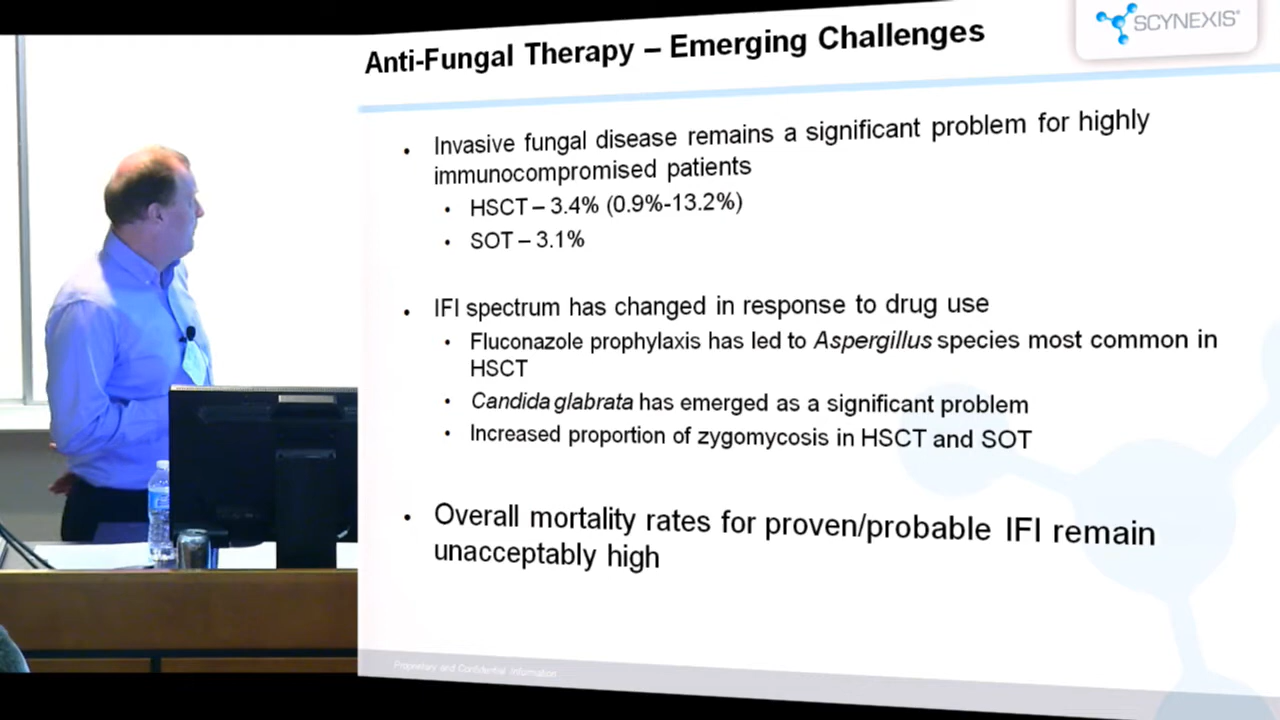 SCYNEXIS
Anti-Fungal Therapy – Emerging Challenges
• Invasive fungal disease remains a significant problem for highly
immunocompromised patients
• HSCT – 3.4% (0.9%-13.2%)
• SOT – 3.1%
• IFI spectrum has changed in response to drug use
• Fluconazole prophylaxis has led to Aspergillus species most common in
HSCT
• Candida glabrata has emerged as a significant problem
• Increased proportion of zygomycosis in HSCT and SOT
• Overall mortality rates for proven/probable IFI remain
unacceptably high
Proprietary and Confidential Information